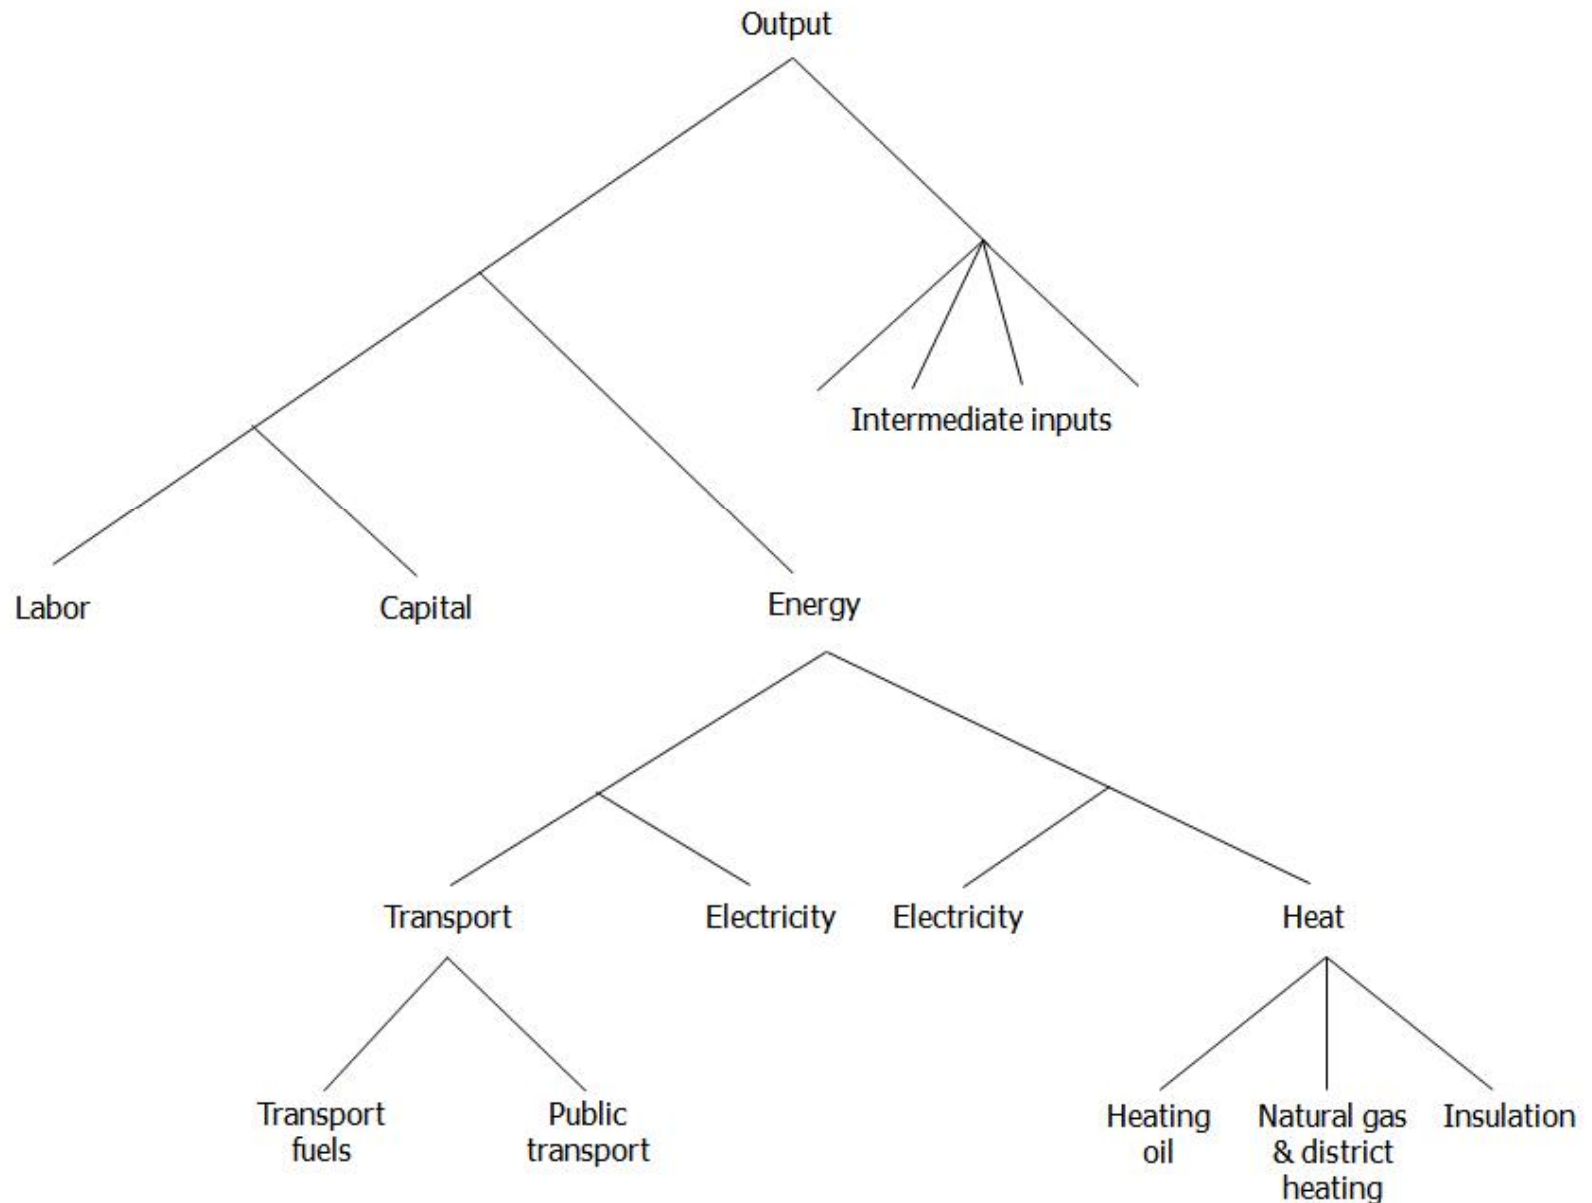 Output
Intermediate inputs
Labor
Capital
Energy
Transport
Electricity
Electricity
Heat
Transport
fuels
Public
transport
Heating
oil
Natural gas
& district
heating
Insulation